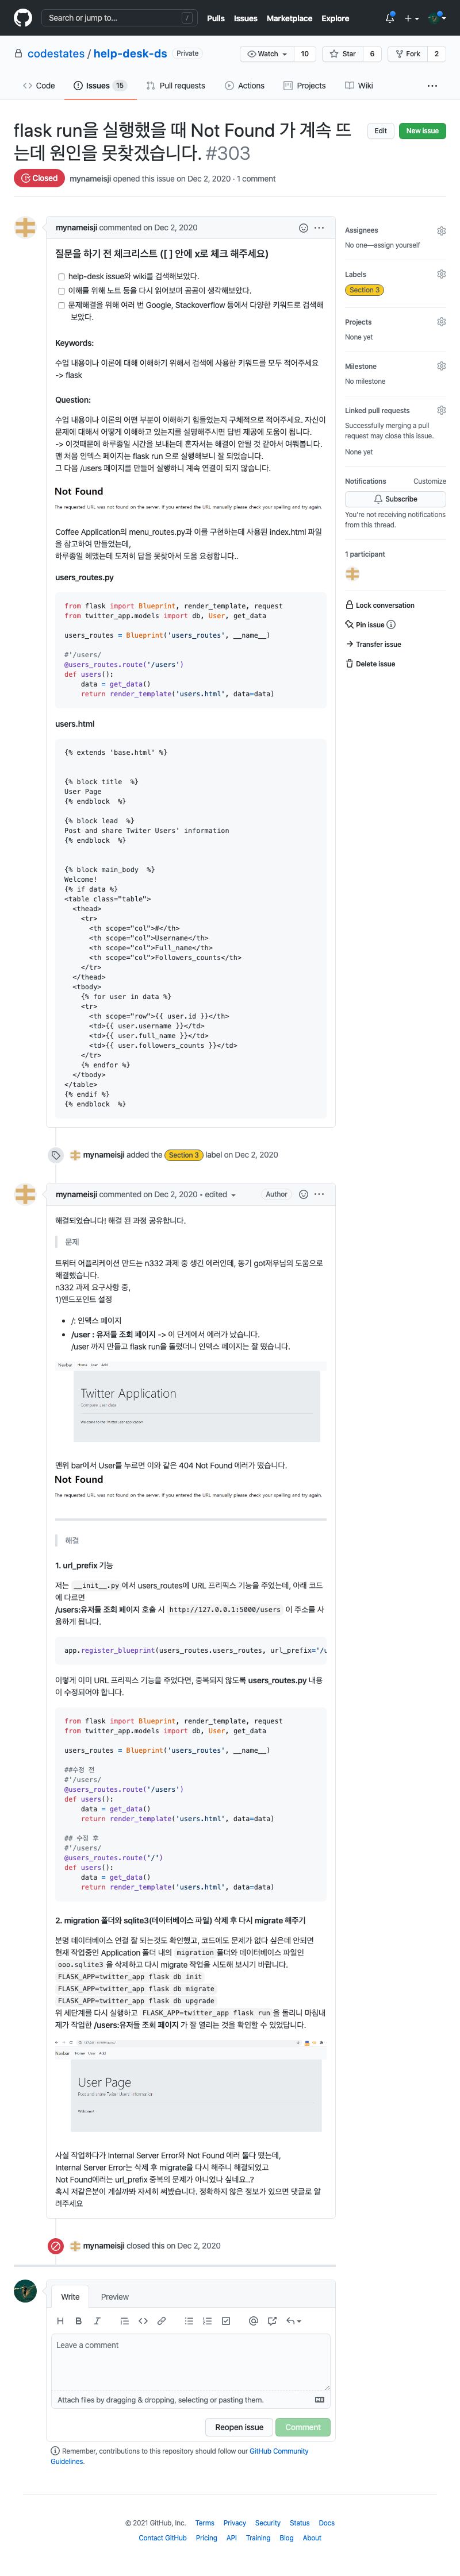 Search or jump to...
/
Pulls Issues Marketplace Explore
codestates / help-desk-ds Private
Watch 10 Star 6 Fork 2
Code Issues 15 Pull requests Actions Projects Wiki
flask run을 실행했을 때 Not Found 가 계속 뜨
는데 원인을 못찾겠습니다. #303
Edit New issue
Closed mynameisji opened this issue on Dec 2, 2020 · 1 comment
mynameisji commented on Dec 2, 2020
질문을 하기 전 체크리스트 ([ ] 안에 x로 체크 해주세요)
help-desk issue와 wiki를 검색해보았다.
이해를 위해 노트 등을 다시 읽어보며 곰곰이 생각해보았다.
문제해결을 위해 여러 번 Google, Stackoverflow 등에서 다양한 키워드로 검색해
보았다.
Keywords:
수업 내용이나 이론에 대해 이해하기 위해서 검색에 사용한 키워드를 모두 적어주세요
-> flask
Question:
수업 내용이나 이론의 어떤 부분이 이해하기 힘들었는지 구체적으로 적어주세요. 자신이
문제에 대해서 어떻게 이해하고 있는지를 설명해주시면 답변 제공에 도움이 됩니다.
-> 이것때문에 하루종일 시간을 보내는데 혼자서는 해결이 안될 것 같아서 여쭤봅니다.
맨 처음 인덱스 페이지는 flask run 으로 실행해보니 잘 되었습니다.
그 다음 /users 페이지를 만들어 실행하니 계속 연결이 되지 않습니다.
Not Found
The requested URL was not found on the server. If you entered the URL manually please check your spelling and try again.
Coffee Application의 menu_routes.py과 이를 구현하는데 사용된 index.html 파일
을 참고하여 만들었는데,
하루종일 헤맸는데 도저히 답을 못찾아서 도움 요청합니다..
users_routes.py
from flask import Blueprint, render_template, request
from twitter_app.models import db, User, get_data
users_routes = Blueprint('users_routes', __name__)
#'/users/
@users_routes.route('/users')
def users():
data = get_data()
return render_template('users.html', data=data)
users.html
{% extends 'base.html' %}
{% block title  %}
User Page
{% endblock  %}
{% block lead  %}
Post and share Twiter Users' information
{% endblock  %}
{% block main_body  %}
Welcome!
{% if data %}
<table class="table">
<thead>
<tr>
<th scope="col">#</th>
<th scope="col">Username</th>
<th scope="col">Full_name</th>
<th scope="col">Followers_counts</th>
</tr>
</thead>
<tbody>
{% for user in data %}
<tr>
<th scope="row">{{ user.id }}</th>
<td>{{ user.username }}</td>
<td>{{ user.full_name }}</td>
<td>{{ user.followers_counts }}</td>
</tr>
{% endfor %}
</tbody>
</table>
{% endif %}
{% endblock  %}
Assignees
No one—assign yourself
Labels
Section 3
Projects
None yet
Milestone
No milestone
Linked pull requests
Successfully merging a pull
request may close this issue.
None yet
Notifications Customize
Subscribe
You're not receiving notifications
from this thread.
1 participant
Lock conversation
Pin issue
Transfer issue
Delete issue
mynameisji added the Section 3 label on Dec 2, 2020
mynameisji commented on Dec 2, 2020 • edited Author
해결되었습니다! 해결 된 과정 공유합니다.
문제
트위터 어플리케이션 만드는 n332 과제 중 생긴 에러인데, 동기 got재우님의 도움으로
해결했습니다.
n332 과제 요구사항 중,
1)엔드포인트 설정
/: 인덱스 페이지
/user : 유저들 조회 페이지 -> 이 단계에서 에러가 났습니다.
/user 까지 만들고 flask run을 돌렸더니 인덱스 페이지는 잘 떴습니다.
Navbar Home User Add
Twitter Application
Compare user data
Welcome to the Twitter user application
맨위 bar에서 User를 누르면 이와 같은 404 Not Found 에러가 떴습니다.
Not Found
The requested URL was not found on the server. If you entered the URL manually please check your spelling and try again.
해결
1. url_prefix 기능
저는 __init__.py 에서 users_routes에 URL 프리픽스 기능을 주었는데, 아래 코드
에 다르면
/users:유저들 조회 페이지 호출 시 http://127.0.0.1:5000/users 이 주소를 사
용하게 됩니다.
app.register_blueprint(users_routes.users_routes, url_prefix='/u
이렇게 이미 URL 프리픽스 기능을 주었다면, 중복되지 않도록 users_routes.py 내용
이 수정되어야 합니다.
from flask import Blueprint, render_template, request
from twitter_app.models import db, User, get_data
users_routes = Blueprint('users_routes', __name__)
##수정 전
#'/users/
@users_routes.route('/users')
def users():
data = get_data()
return render_template('users.html', data=data)
## 수정 후
#'/users/
@users_routes.route('/')
def users():
data = get_data()
return render_template('users.html', data=data)
2. migration 폴더와 sqlite3(데이터베이스 파일) 삭제 후 다시 migrate 해주기
분명 데이터베이스 연결 잘 되는것도 확인했고, 코드에도 문제가 없다 싶은데 안되면
현재 작업중인 Application 폴더 내의 migration 폴더와 데이터베이스 파일인
ooo.sqlite3 을 삭제하고 다시 migrate 작업을 시도해 보시기 바랍니다.
FLASK_APP=twitter_app flask db init
FLASK_APP=twitter_app flask db migrate
FLASK_APP=twitter_app flask db upgrade
위 세단계를 다시 실행하고 FLASK_APP=twitter_app flask run 을 돌리니 마침내
제가 작업한 /users:유저들 조회 페이지 가 잘 열리는 것을 확인할 수 있었답니다.
Navbar Home User Add
User Page
Post and share Twiter Users' information
Welcome!
사실 작업하다가 Internal Server Error와 Not Found 에러 둘다 떴는데,
Internal Server Error는 삭제 후 migrate를 다시 해주니 해결되었고
Not Found에러는 url_prefix 중복의 문제가 아니었나 싶네요..?
혹시 저같은분이 계실까봐 자세히 써봤습니다. 정확하지 않은 정보가 있으면 댓글로 알
려주세요
mynameisji closed this on Dec 2, 2020
Write Preview
Leave a comment
Attach files by dragging & dropping, selecting or pasting them.
Reopen issue Comment
Remember, contributions to this repository should follow our GitHub Community
Guidelines.
© 2021 GitHub, Inc. Terms Privacy Security Status Docs
Contact GitHub Pricing API Training Blog About